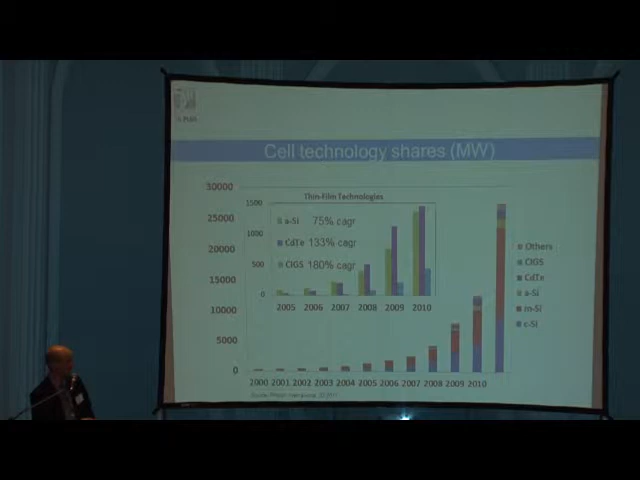 Cell technology shares (MW)
30000
25000
20000
15000
10000
5000
0
2000 2001 2002 2003 2004 2005 2006 2007 2008 2009 2010
Thin-Film Technologies
1500
1000
500
0
a-Si 75% cagr
CdTe 133% cagr
CIGS 180% cagr
2005 2006 2007 2008 2009 2010
Others
CIGS
CdTe
a-Si
m-Si
c-Si